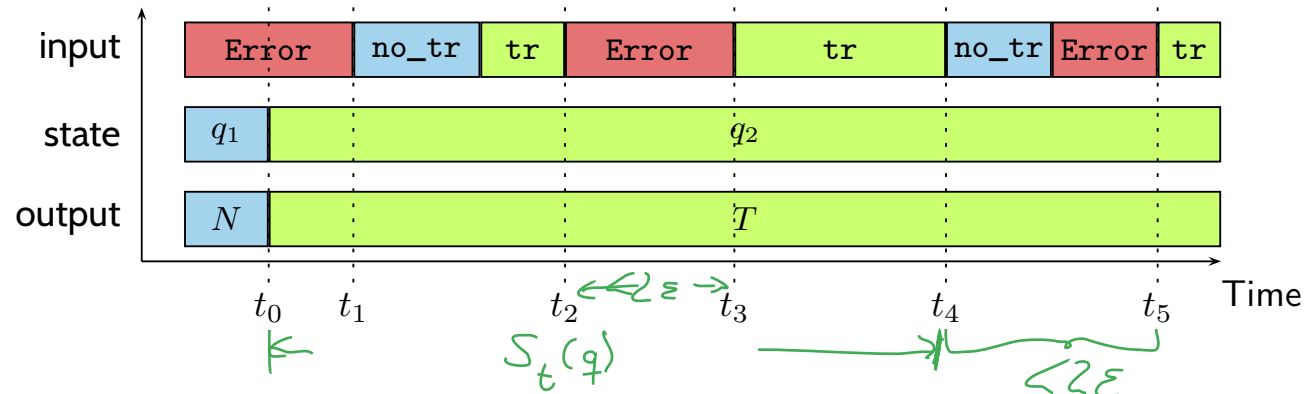 input Error no_tr tr Error tr no_tr Error tr
state q₁ q₂
output N T
t₀ t₁ t₂ t₃ t₄ t₅ Time
2ε
S_t(q)
<2ε